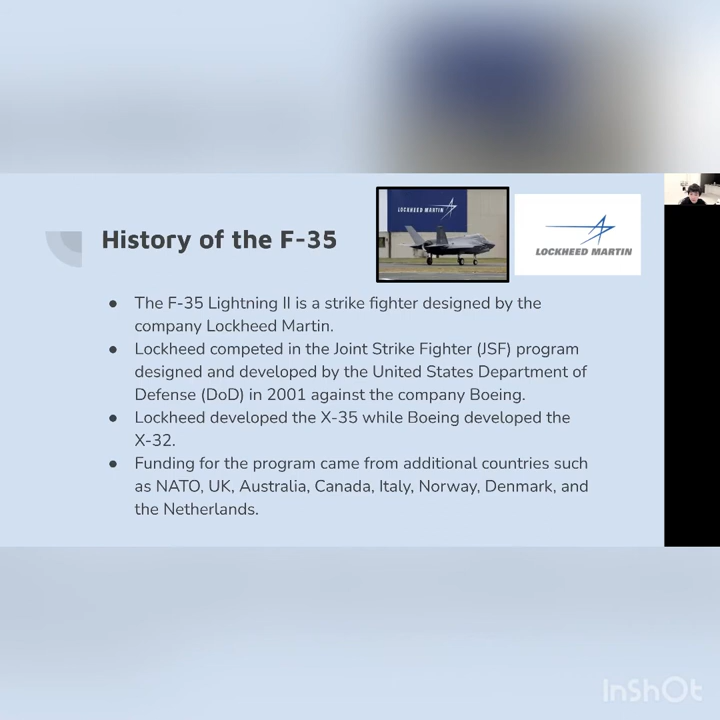 LOCKHEED MARTIN
LOCKHEED MARTIN
History of the F-35
● The F-35 Lightning II is a strike fighter designed by the
company Lockheed Martin.
● Lockheed competed in the Joint Strike Fighter (JSF) program
designed and developed by the United States Department of
Defense (DoD) in 2001 against the company Boeing.
● Lockheed developed the X-35 while Boeing developed the
X-32.
● Funding for the program came from additional countries such
as NATO, UK, Australia, Canada, Italy, Norway, Denmark, and
the Netherlands.
InShOt